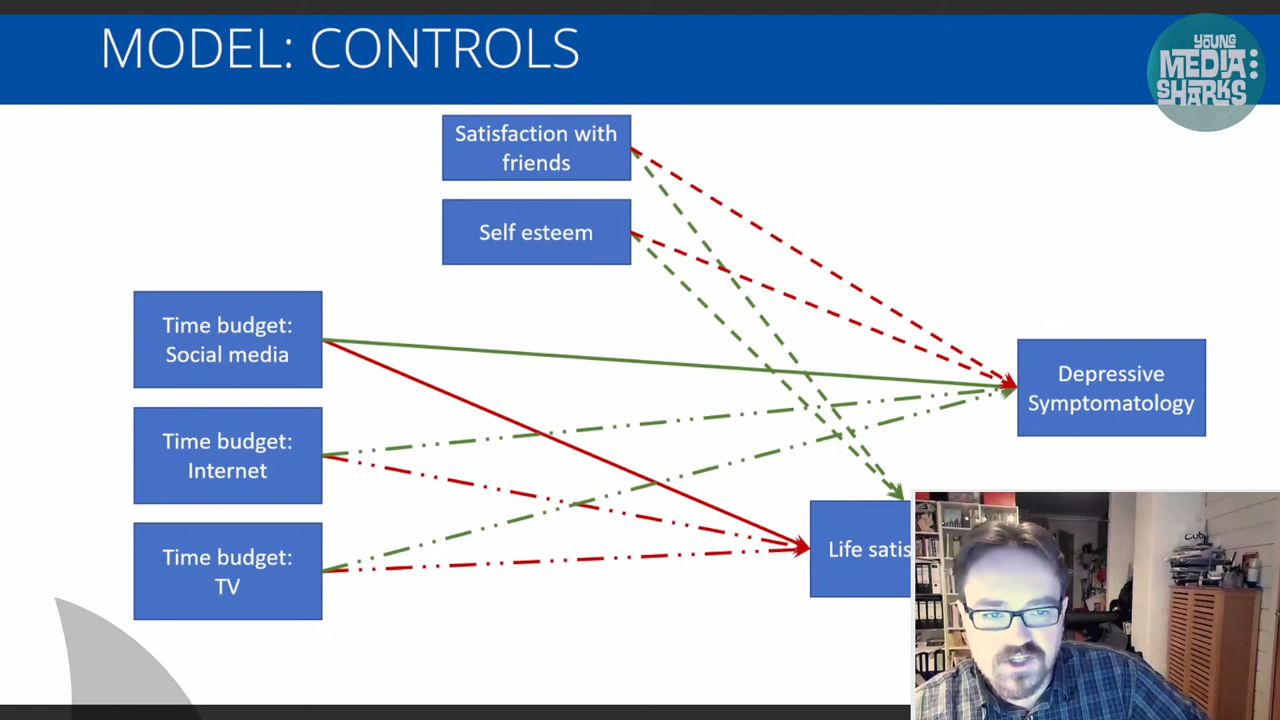 MODEL: CONTROLS
YOUNG
MEDIA:
SHARKS
Satisfaction with
friends
Self esteem
Time budget:
Social media
Depressive
Symptomatology
Time budget:
Internet
Life satis
Time budget:
TV